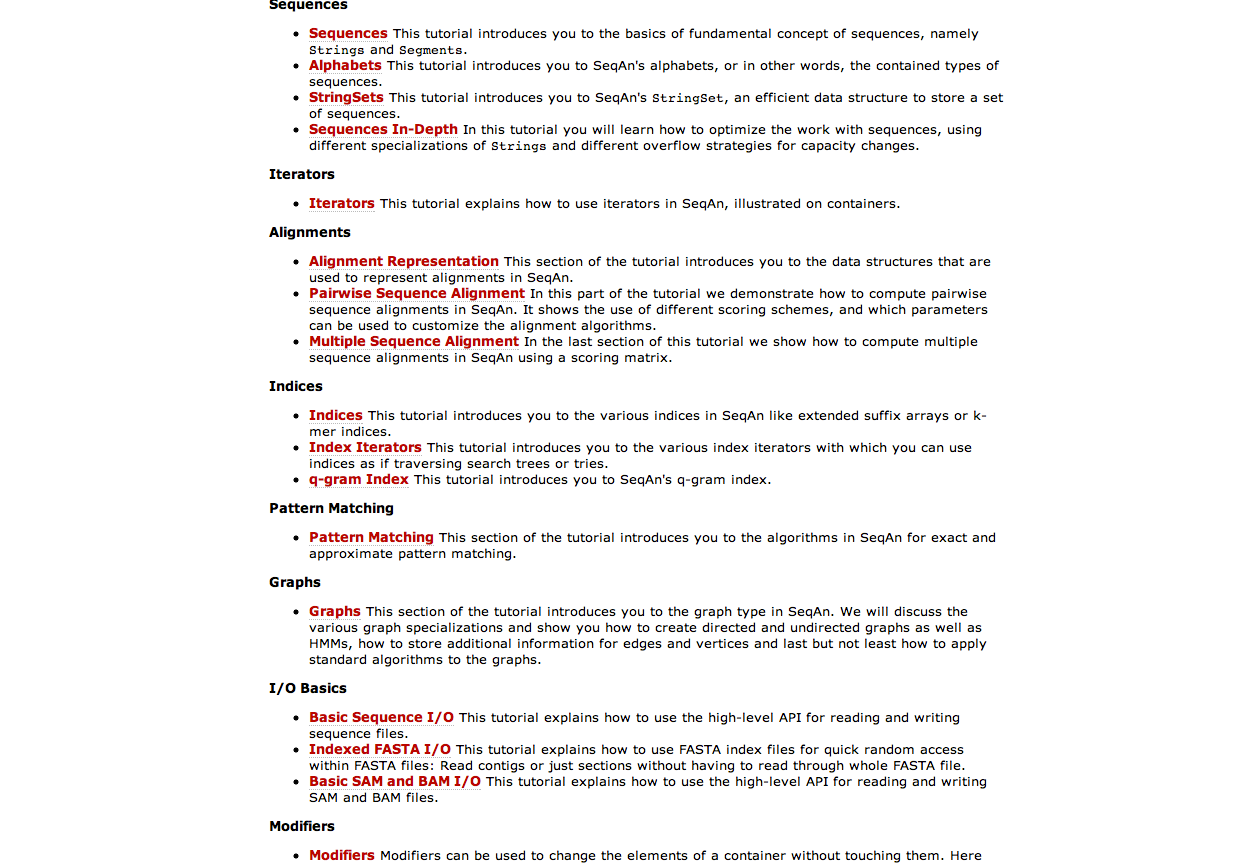 Sequences
Sequences This tutorial introduces you to the basics of fundamental concept of sequences, namely
Strings and Segments.
Alphabets This tutorial introduces you to SeqAn's alphabets, or in other words, the contained types of
sequences.
StringSets This tutorial introduces you to SeqAn's StringSet, an efficient data structure to store a set
of sequences.
Sequences In-Depth In this tutorial you will learn how to optimize the work with sequences, using
different specializations of Strings and different overflow strategies for capacity changes.
Iterators
Iterators This tutorial explains how to use iterators in SeqAn, illustrated on containers.
Alignments
Alignment Representation This section of the tutorial introduces you to the data structures that are
used to represent alignments in SeqAn.
Pairwise Sequence Alignment In this part of the tutorial we demonstrate how to compute pairwise
sequence alignments in SeqAn. It shows the use of different scoring schemes, and which parameters
can be used to customize the alignment algorithms.
Multiple Sequence Alignment In the last section of this tutorial we show how to compute multiple
sequence alignments in SeqAn using a scoring matrix.
Indices
Indices This tutorial introduces you to the various indices in SeqAn like extended suffix arrays or k-
mer indices.
Index Iterators This tutorial introduces you to the various index iterators with which you can use
indices as if traversing search trees or tries.
q-gram Index This tutorial introduces you to SeqAn's q-gram index.
Pattern Matching
Pattern Matching This section of the tutorial introduces you to the algorithms in SeqAn for exact and
approximate pattern matching.
Graphs
Graphs This section of the tutorial introduces you to the graph type in SeqAn. We will discuss the
various graph specializations and show you how to create directed and undirected graphs as well as
HMMs, how to store additional information for edges and vertices and last but not least how to apply
standard algorithms to the graphs.
I/O Basics
Basic Sequence I/O This tutorial explains how to use the high-level API for reading and writing
sequence files.
Indexed FASTA I/O This tutorial explains how to use FASTA index files for quick random access
within FASTA files: Read contigs or just sections without having to read through whole FASTA file.
Basic SAM and BAM I/O This tutorial explains how to use the high-level API for reading and writing
SAM and BAM files.
Modifiers
Modifiers Modifiers can be used to change the elements of a container without touching them. Here